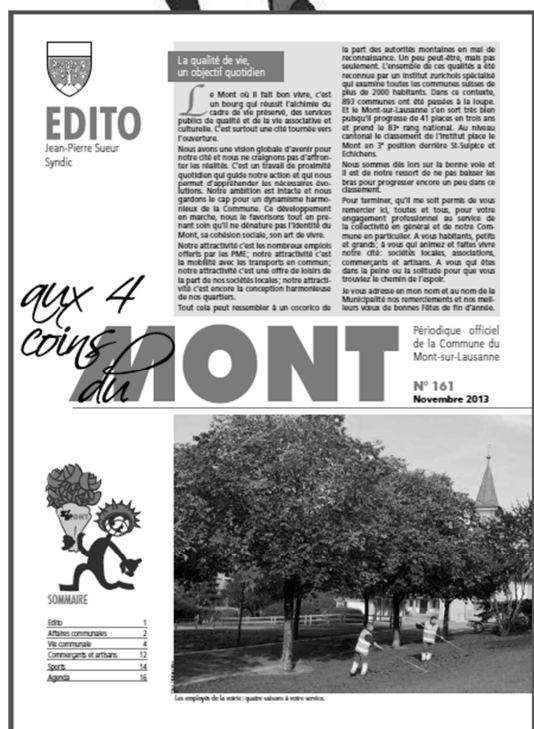 EDITO
Jean-Pierre Sueur
Syndic
La qualité de vie,
un objectif quotidien
Le Mont où il fait bon vivre, c'est
un bourg qui réussit l'alchimie du
cadre de vie préservé, des services
publics de qualité et de la vie associative et
culturelle. C'est surtout une cité tournée vers
l'ouverture.
Nous avons une vision globale d'avenir pour
notre cité et nous ne craignons pas d'affron-
ter les réalités. C'est un travail de proximité
quotidien qui guide notre action et qui nous
permet d'appréhender les nécessaires évo-
lutions. Notre ambition est intacte et nous
gardons le cap pour un dynamisme harmo-
nieux de la Commune. Ce développement
en marche, nous le favorisons tout en pre-
nant soin qu'il ne dénature pas l'identité du
Mont, sa cohésion sociale, son art de vivre.
Notre attractivité c'est les nombreux emplois
offerts par les PME; notre attractivité c'est
la mobilité avec les transports en commun;
notre attractivité c'est une offre de loisirs de
la part de nos sociétés locales; notre attracti-
vité c'est encore la conception harmonieuse
de nos quartiers.
Tout cela peut ressembler à un cocorico de
la part des autorités montaines en mal de
reconnaissance. Un peu peut-être, mais pas
seulement. L'ensemble de ces qualités a été
reconnue par un institut zurichois spécialisé
qui examine toutes les communes suisses de
plus de 2000 habitants. Dans ce contexte,
893 communes ont été passées à la loupe.
Et le Mont-sur-Lausanne s'en sort très bien
puisqu'il progresse de 41 places en trois ans
et prend le 83e rang national. Au niveau
cantonal le classement de l'institut place le
Mont en 3e position derrière St-Sulpice et
Echichens.
Nous sommes dès lors sur la bonne voie et
il est de notre ressort de ne pas baisser les
bras pour progresser encore un peu dans ce
classement.
Pour terminer, qu'il me soit permis de vous
remercier ici, toutes et tous, pour votre
engagement professionnel au service de
la collectivité en général et de notre Com-
mune en particulier. A vous habitants, petits
et grands; à vous qui animez et faites vivre
notre cité: sociétés locales, associations,
commerçants et artisans. A vous qui êtes
dans la peine ou la solitude pour que vous
trouviez le chemin de l'espoir.
Je vous adresse en mon nom et au nom de la
Municipalité nos remerciements et nos meil-
leurs vœux de bonnes Fêtes de fin d'année.
aux 4
coins
du
MONT
Périodique officiel
de la Commune du
Mont-sur-Lausanne
N° 161
Novembre 2013
MONT
SOMMAIRE
Edito 1
Affaires communales 2
Vie communale 4
Commerçants et artisans 12
Sports 14
Agenda 16
Les employés de la voirie: quatre saisons à votre service.